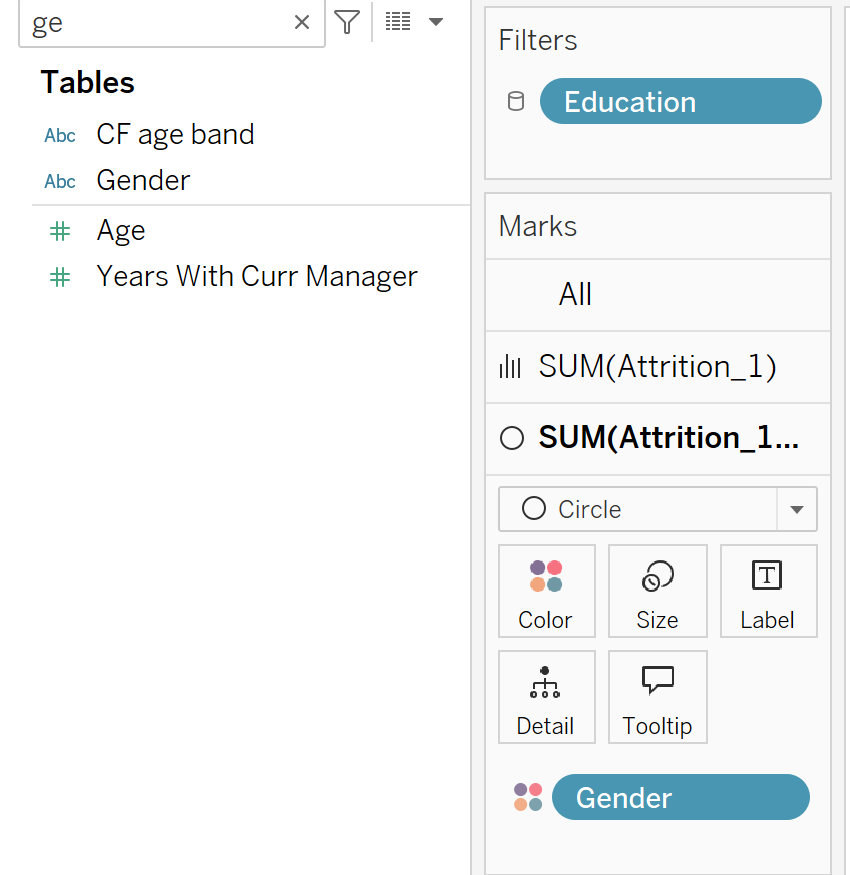 ge
Tables
Abc CF age band
Abc Gender
Age
Years With Curr Manager
Filters
Education
Marks
All
SUM(Attrition_1)
SUM(Attrition_1...
Circle
Color Size Label
Detail Tooltip
Gender